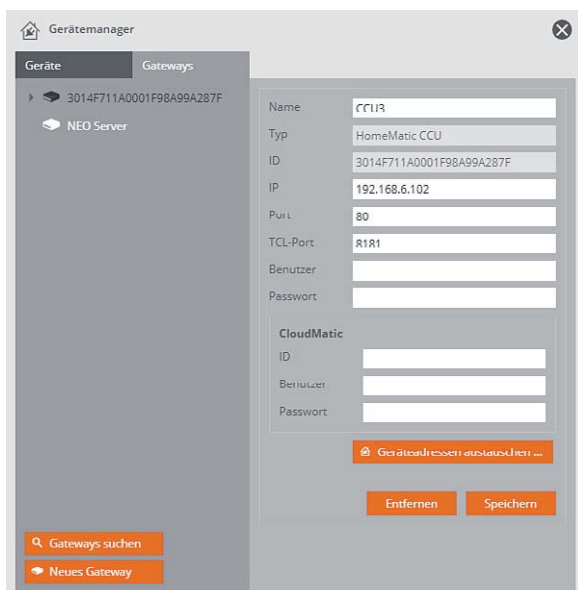 Gerätemanager
Geräte Gateways
3014F711A0001F98A99A287F
NEO Server
Name CCU3
Typ HomeMatic CCU
ID 3014F711A0001F98A99A287F
IP 192.168.6.102
Port 80
TCL-Port 8181
Benutzer
Passwort
CloudMatic
ID
Benutzer
Passwort
Geräteadressen austauschen ...
Entfernen Speichern
Gateways suchen
Neues Gateway